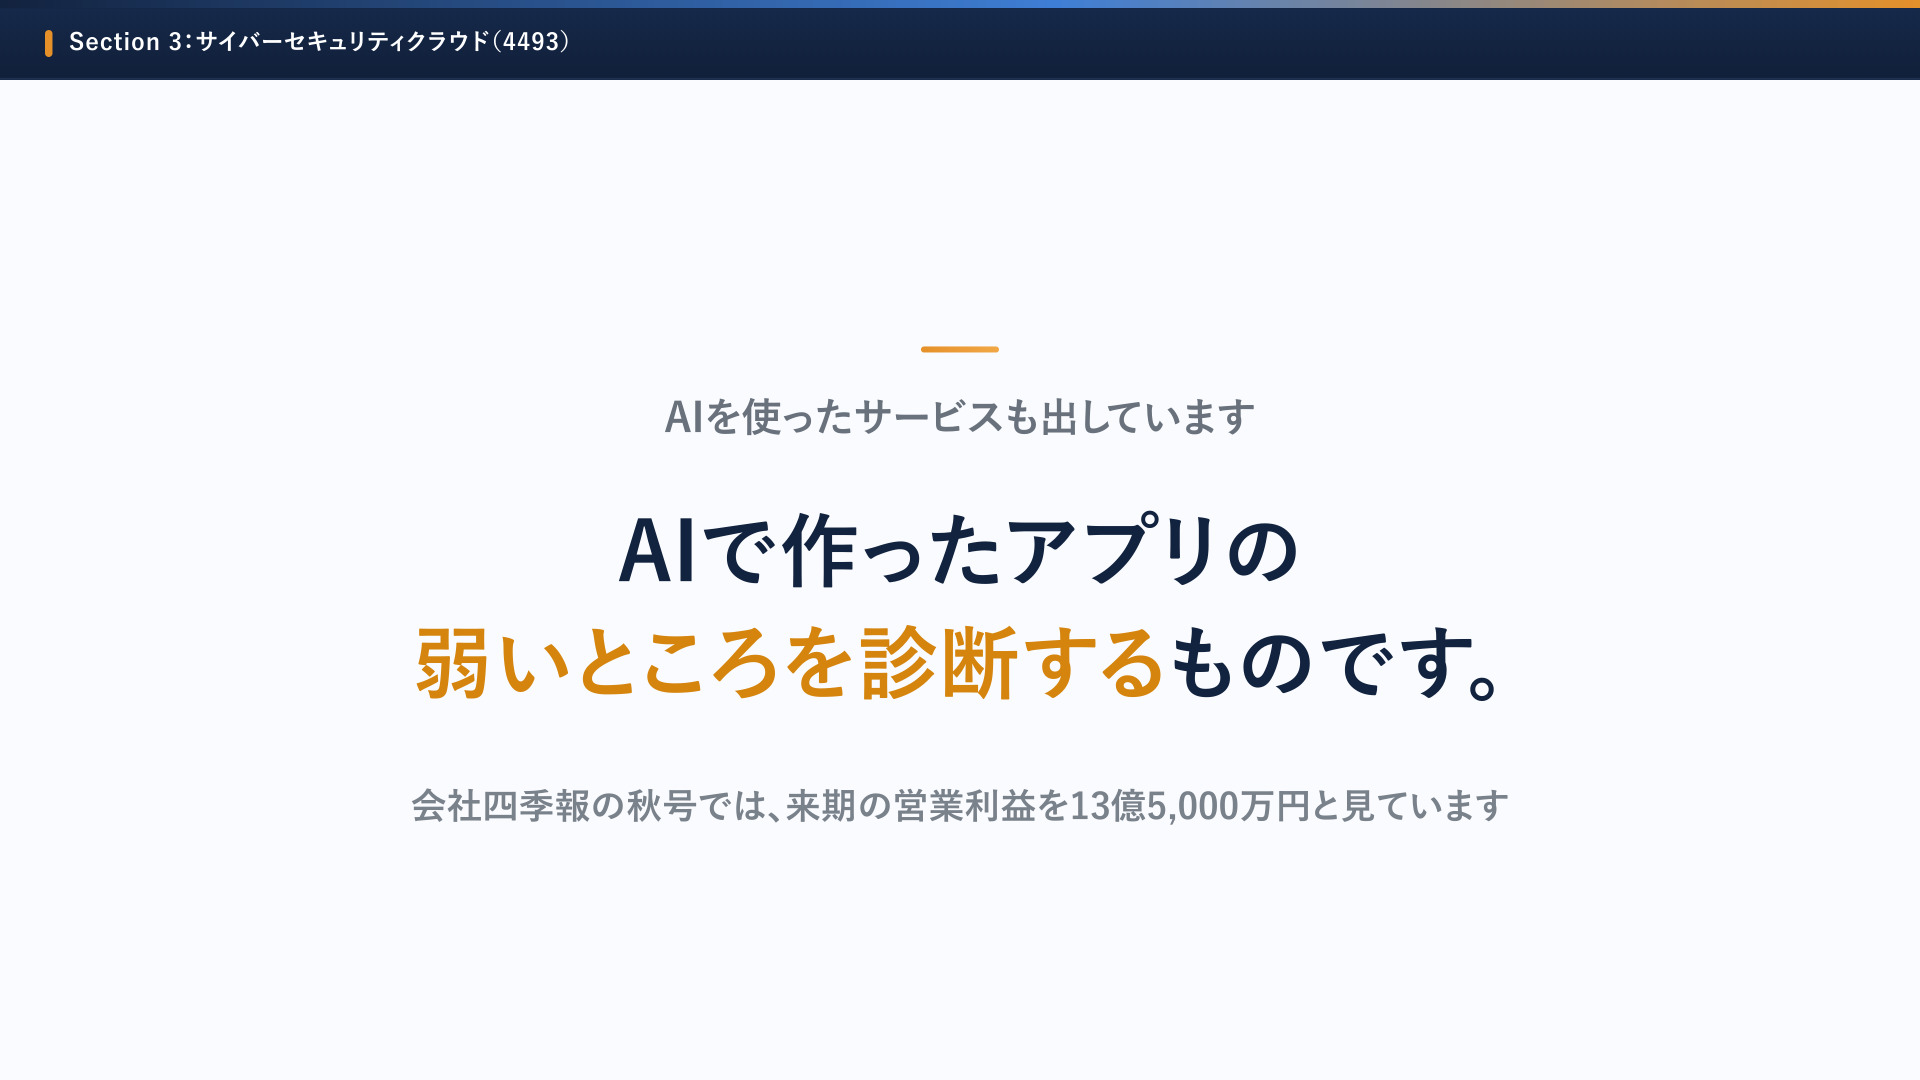 Section 3：サイバーセキュリティクラウド（4493）
AIを使ったサービスも出しています
AIで作ったアプリの
弱いところを診断するものです。
会社四季報の秋号では、来期の営業利益を13億5,000万円と見ています